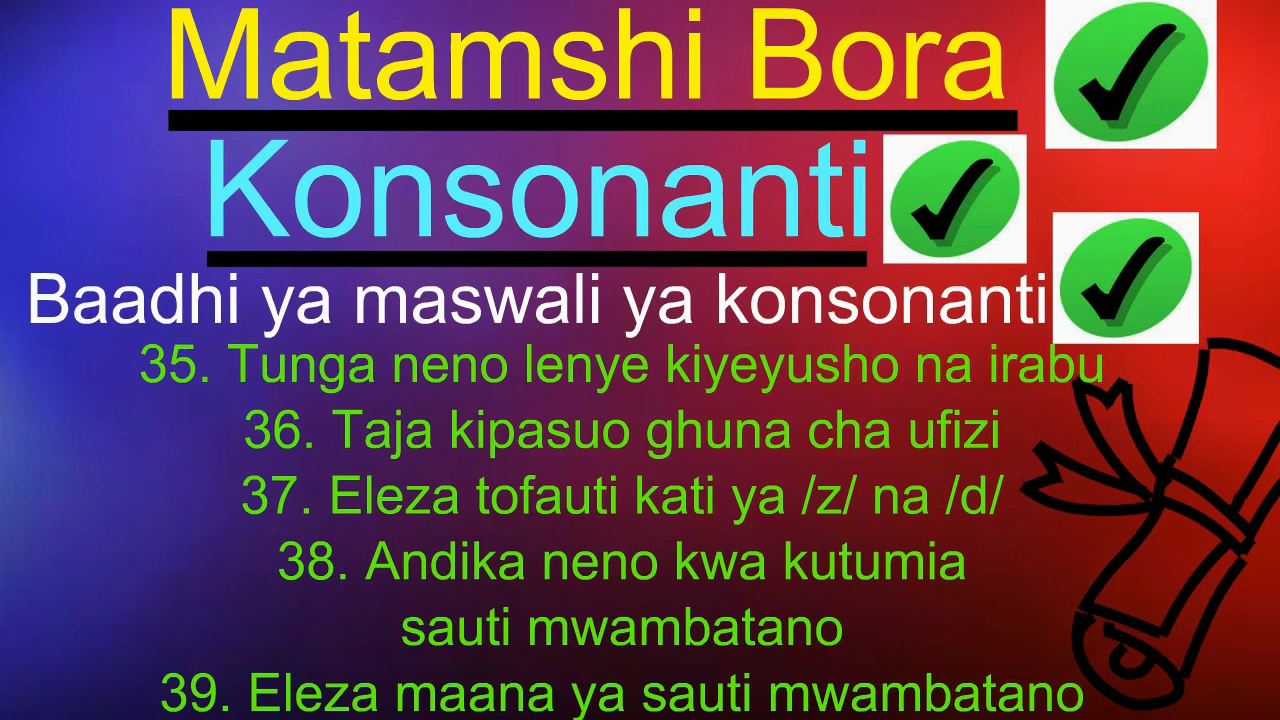 Matamshi Bora
Konsonanti
Baadhi ya maswali ya konsonanti
35. Tunga neno lenye kiyeyusho na irabu
36. Taja kipasuo ghuna cha ufizi
37. Eleza tofauti kati ya /z/ na /d/
38. Andika neno kwa kutumia
sauti mwambatano
39. Eleza maana ya sauti mwambatano